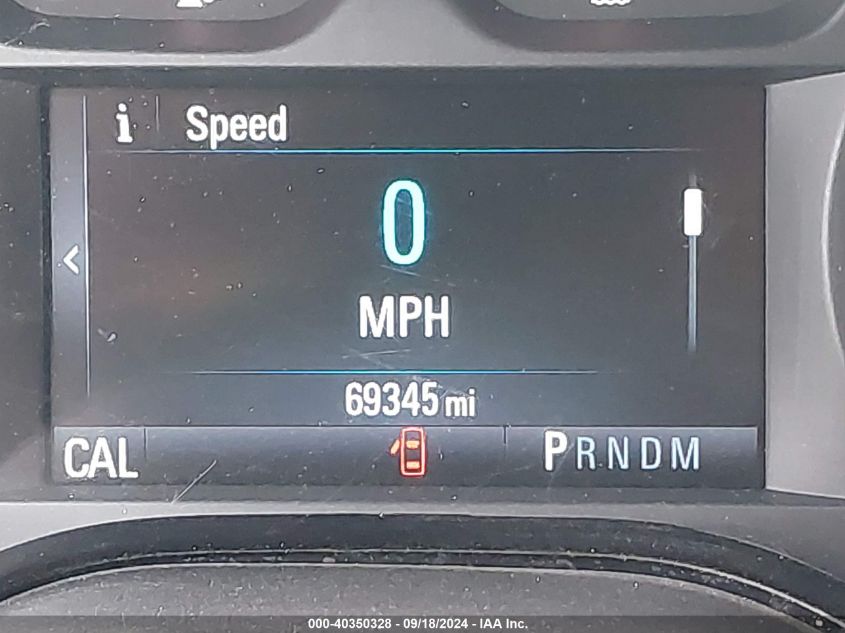 i Speed
0
MPH
69345 mi
CAL PRNDM
000-40350328 - 09/18/2024 - IAA Inc.